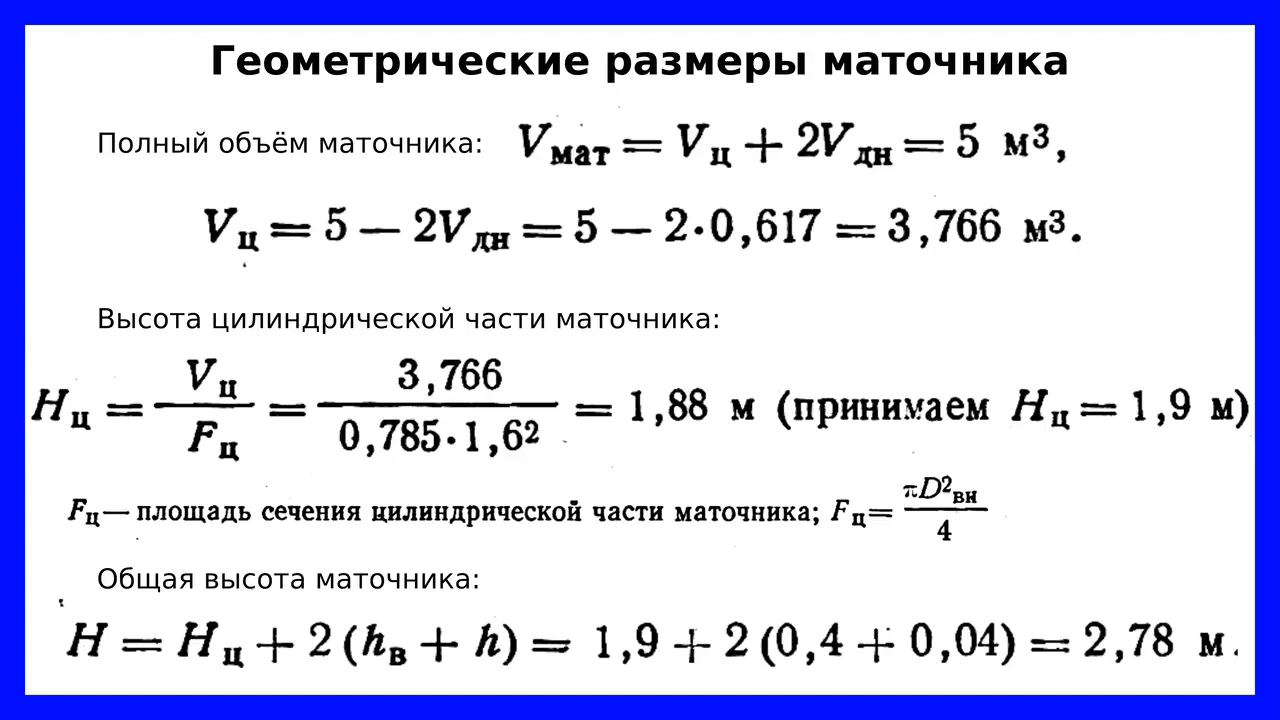 Геометрические размеры маточника
Полный объём маточника: Vмат = Vц + 2Vдн = 5 м³,
Vц = 5 — 2Vдн = 5 — 2·0,617 = 3,766 м³.
Высота цилиндрической части маточника:
Hц = Vц / Fц = 3,766 / 0,785·1,6² = 1,88 м (принимаем Hц = 1,9 м)
Fц — площадь сечения цилиндрической части маточника; Fц = πD²вн / 4
Общая высота маточника:
H = Hц + 2 (hв + h) = 1,9 + 2 (0,4 + 0,04) = 2,78 м.